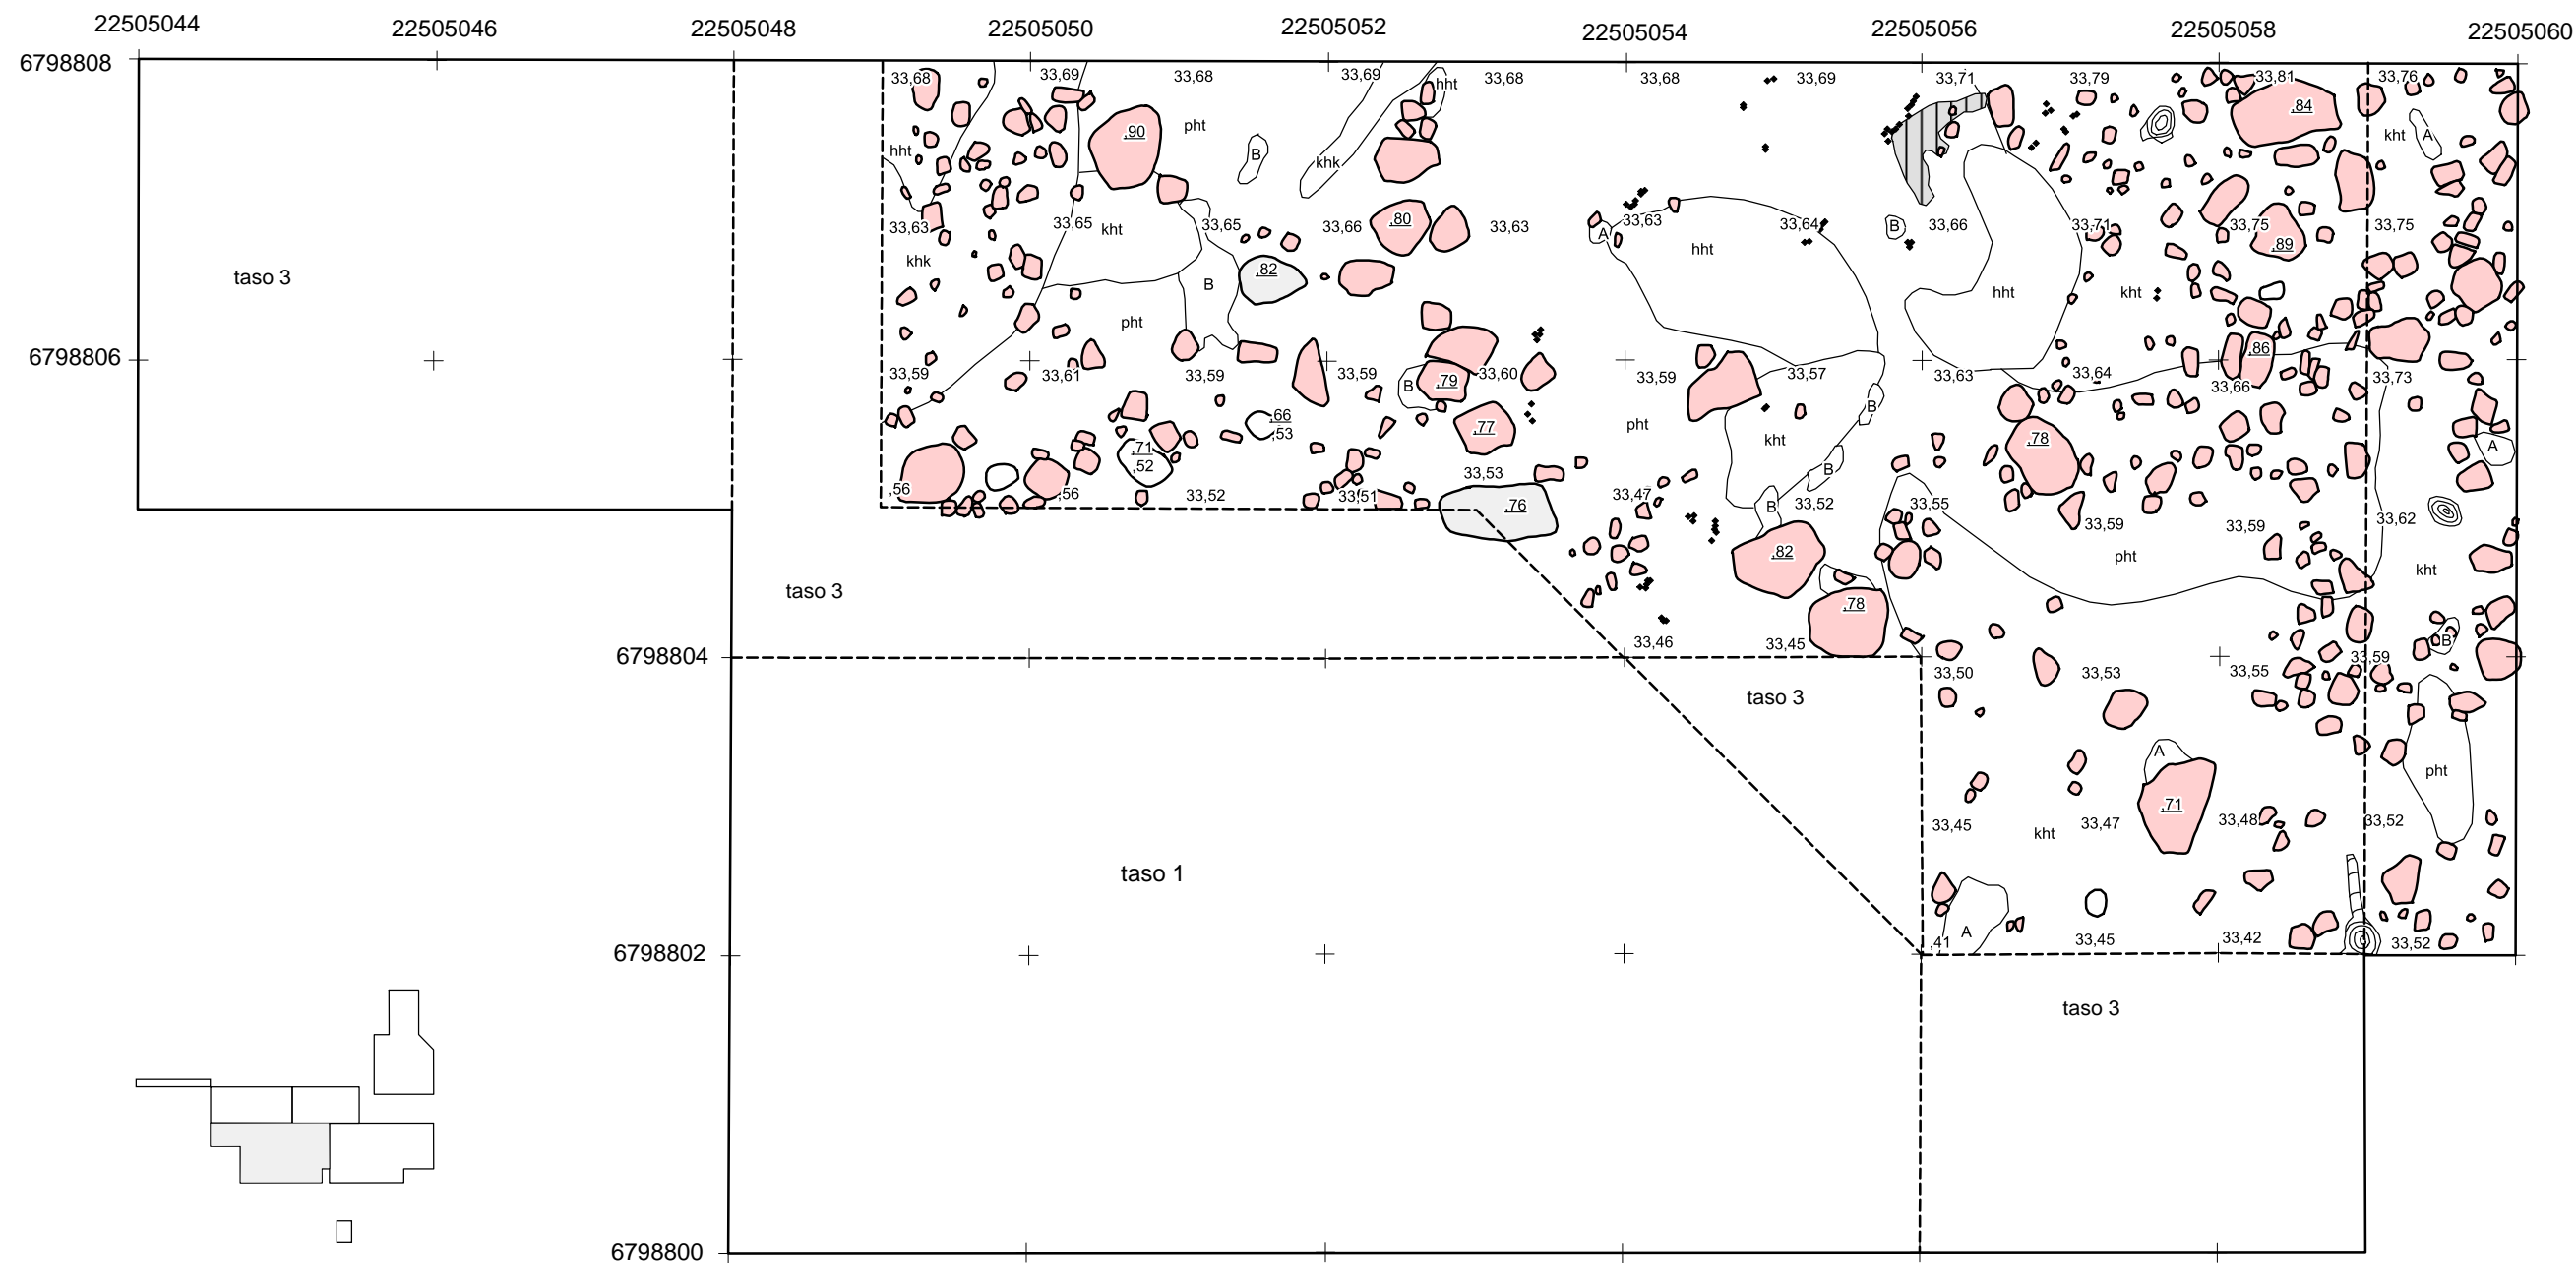 22505044 22505046 22505048 22505050 22505052 22505054 22505056 22505058 22505060
6798808
33,68 33,69 33,68 33,69 hht 33,68 33,68 33,69 33,71 33,79 33,81 33,76
,84
,90 pht kht A
hht B khk
33,63 33,65 kht 33,65 33,66 ,80 33,63 A 33,63 33,64 B 33,66 33,71 33,75 ,89 33,75
khk hht
taso 3 ,82
B hht kht
pht
6798806
,86
33,59 33,61 33,59 33,59 B ,79 33,60 33,59 33,57 33,63 33,64 33,66 33,73
B
,66
,53 ,77 pht kht ,78 A
,71
,52 33,53 B
,56 ,56 33,52 33,51 ,76 33,47 B 33,52 33,55 33,59 33,59 33,62
,82 pht kht
taso 3 ,78
B
6798804 33,46 33,45 33,50 33,53 33,55 33,59
taso 3
A pht
,71
33,45 kht 33,47 33,48 33,52
taso 1
A
,41 33,45 33,42 33,52
6798802
taso 3
6798800